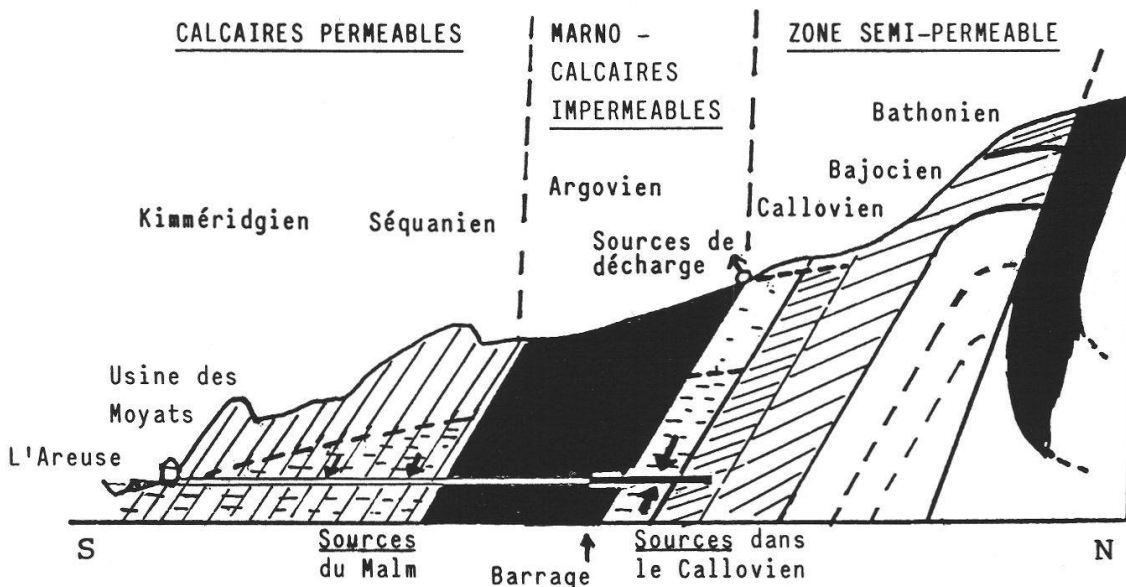 CALCAIRES PERMEABLES
MARNO -
CALCAIRES
IMPERMEABLES
ZONE SEMI-PERMEABLE
Bathonien
Bajocien
Callovien
Argovien
Kimméridgien
Séquanien
Sources de
décharge
Usine des
Moyats
L'Areuse
S
Sources
du Malm
Barrage
Sources dans
le Callovien
N